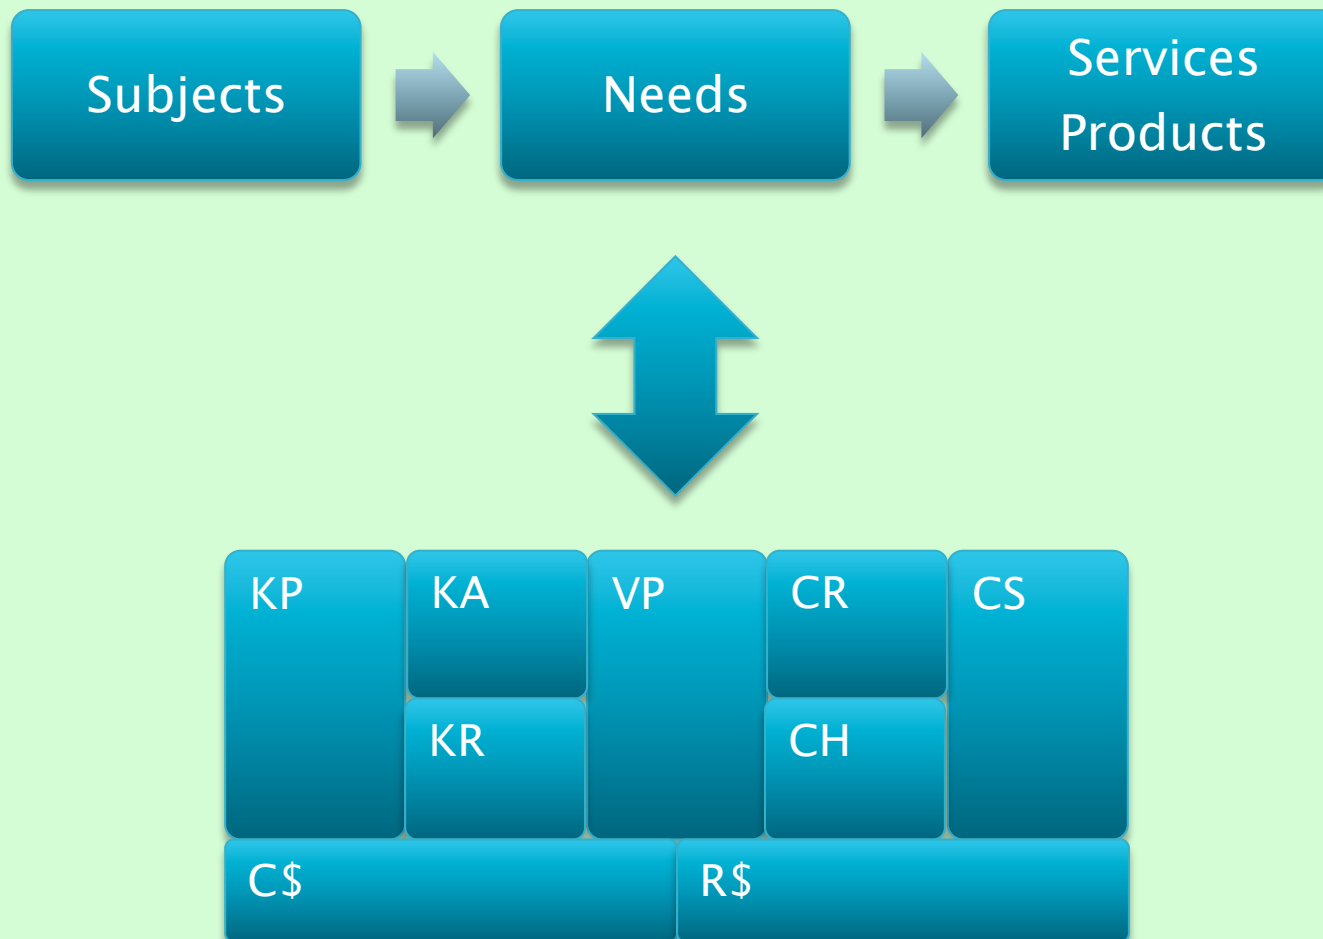 Subjects
Needs
Services
Products
KP
KA
VP
CR
CS
KR
CH
C$
R$